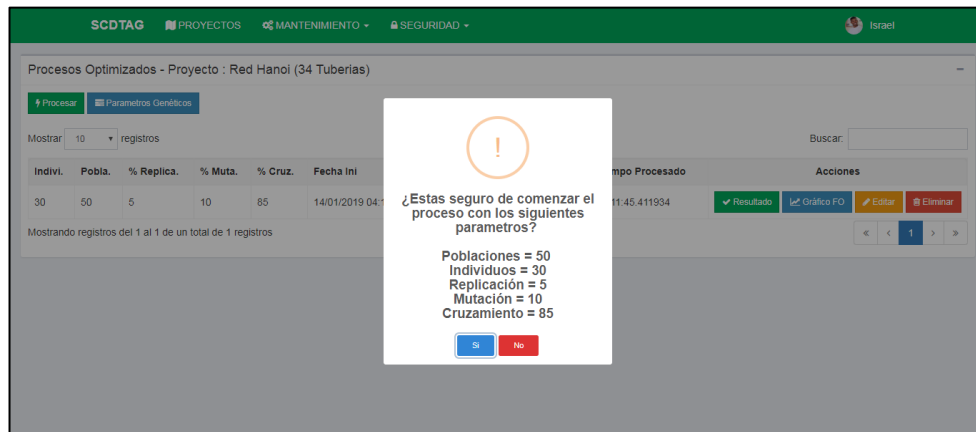 SCDTAG PROYECTOS MANTENIMIENTO SEGURIDAD Israel
Procesos Optimizados - Proyecto : Red Hanoi (34 Tuberias)
Procesar Parametros Genéticos
Mostrar 10 registros Buscar:
Indivi. Pobla. % Replica. % Muta. % Cruz. Fecha Ini mpo Procesado Acciones
30 50 5 10 85 14/01/2019 04:1 1:45.411934 Resultado Gráfico FO Editar Eliminar
Mostrando registros del 1 al 1 de un total de 1 registros « < 1 > »
!
¿Estas seguro de comenzar el
proceso con los siguientes
parametros?
Poblaciones = 50
Individuos = 30
Replicación = 5
Mutación = 10
Cruzamiento = 85
Si No